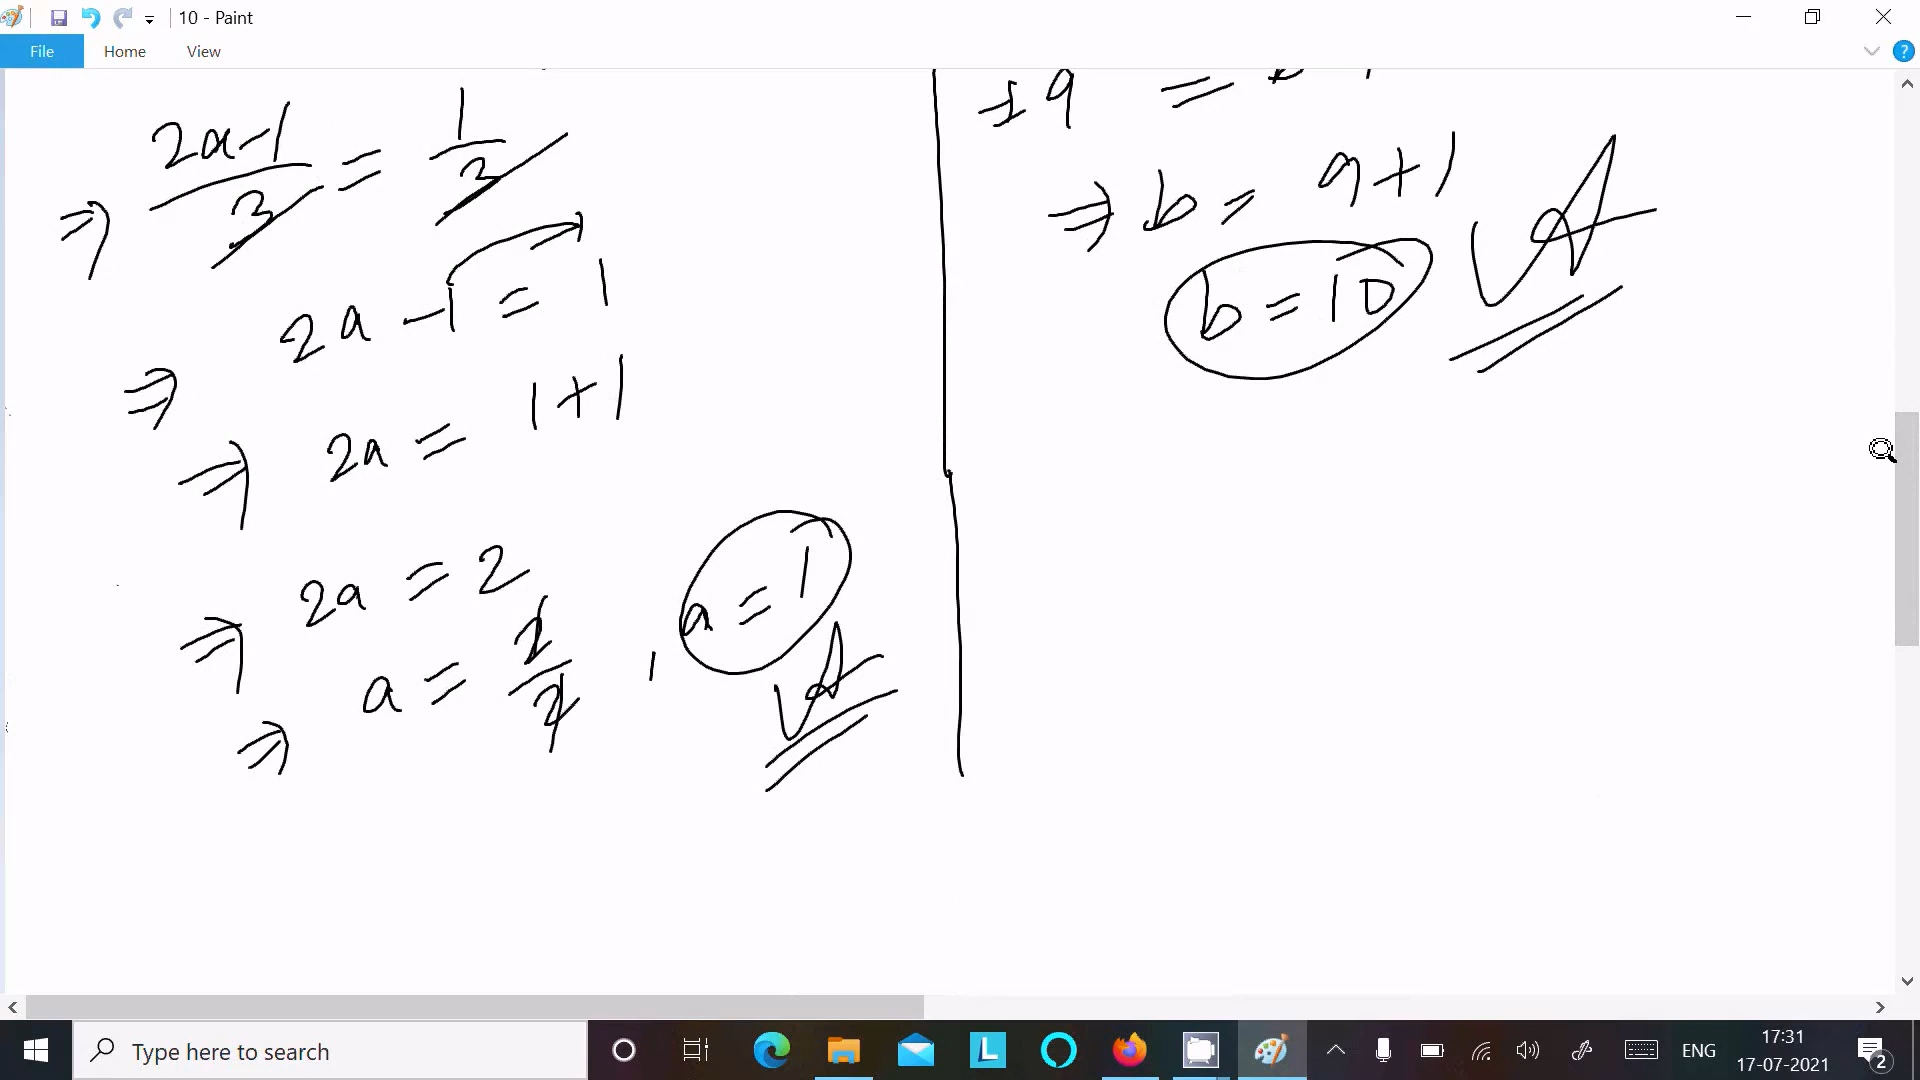 10 - Paint
File Home View
⇒ (2a-1)/3 = 1/3
⇒ 2a - 1 = 1
⇒ 2a = 1+1
⇒ 2a = 2
⇒ a = 2/2 , a = 1
⇒ b = 9+1
b = 10
Type here to search
ENG
17:31
17-07-2021
2